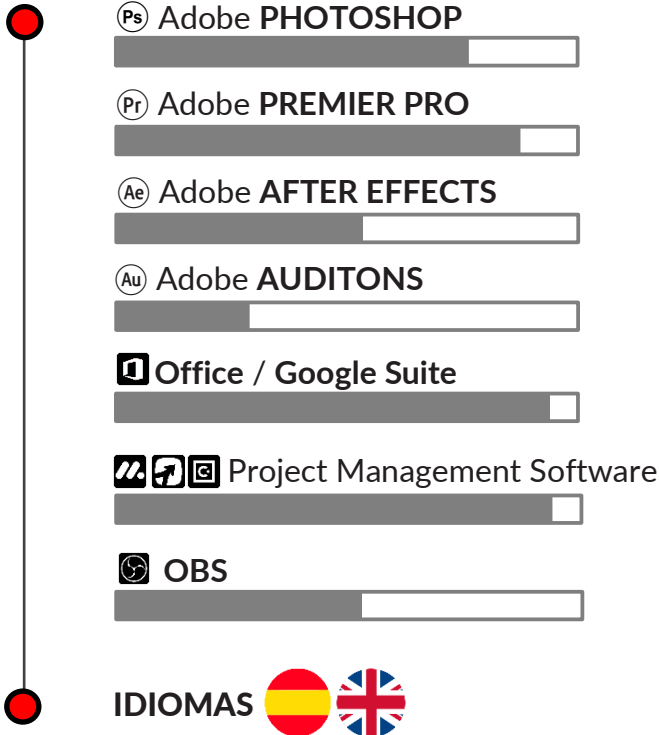 Ps Adobe PHOTOSHOP
Pr Adobe PREMIER PRO
Ae Adobe AFTER EFFECTS
Au Adobe AUDITONS
Office / Google Suite
Project Management Software
OBS
IDIOMAS